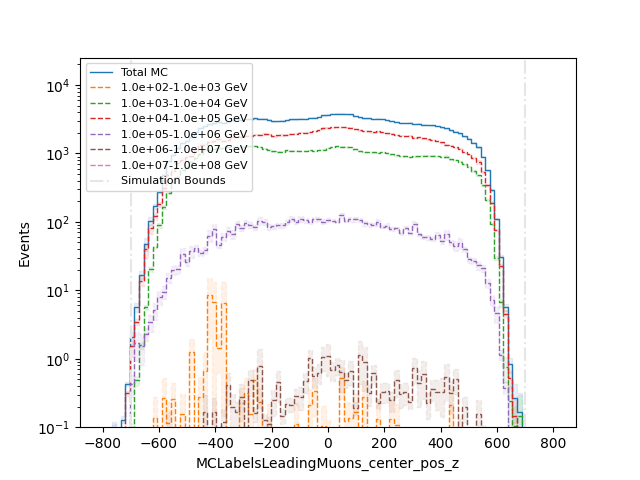 Total MC
1.0e+02-1.0e+03 GeV
1.0e+03-1.0e+04 GeV
1.0e+04-1.0e+05 GeV
1.0e+05-1.0e+06 GeV
1.0e+06-1.0e+07 GeV
1.0e+07-1.0e+08 GeV
Simulation Bounds
10⁴
10³
10²
10¹
10⁰
10⁻¹
Events
−800 −600 −400 −200 0 200 400 600 800
MCLabelsLeadingMuons_center_pos_z